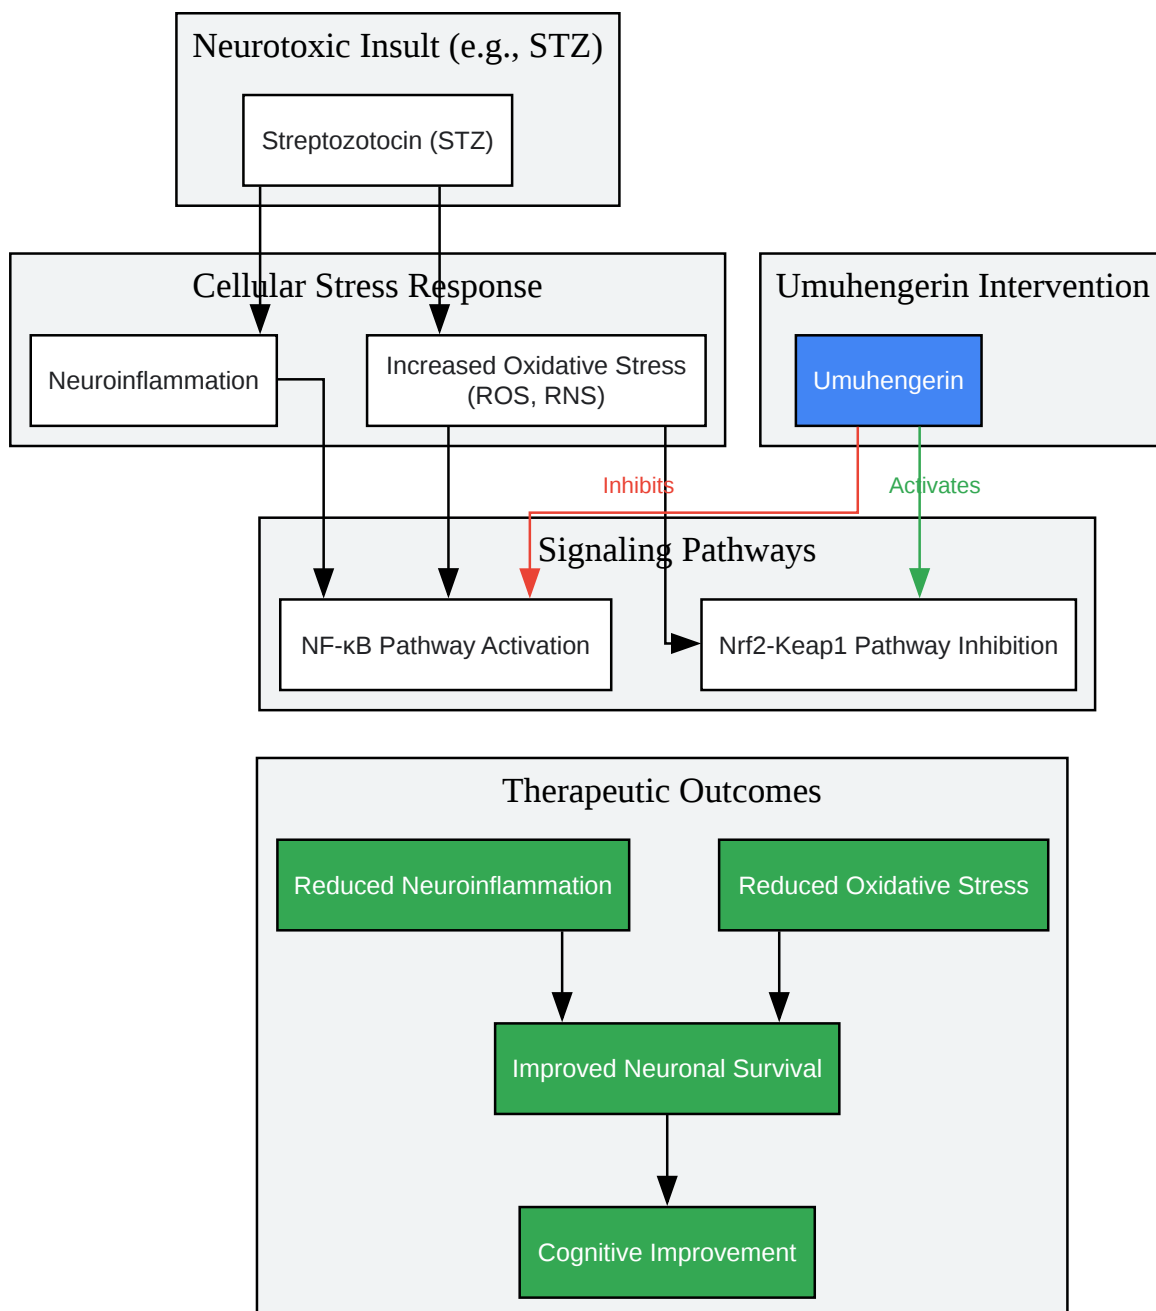 Neurotoxic Insult (e.g., STZ)
Streptozotocin (STZ)
Cellular Stress Response
Neuroinflammation
Increased Oxidative Stress
(ROS, RNS)
Umuhengerin Intervention
Umuhengerin
Inhibits
Activates
Signaling Pathways
NF-κB Pathway Activation
Nrf2-Keap1 Pathway Inhibition
Therapeutic Outcomes
Reduced Neuroinflammation
Reduced Oxidative Stress
Improved Neuronal Survival
Cognitive Improvement